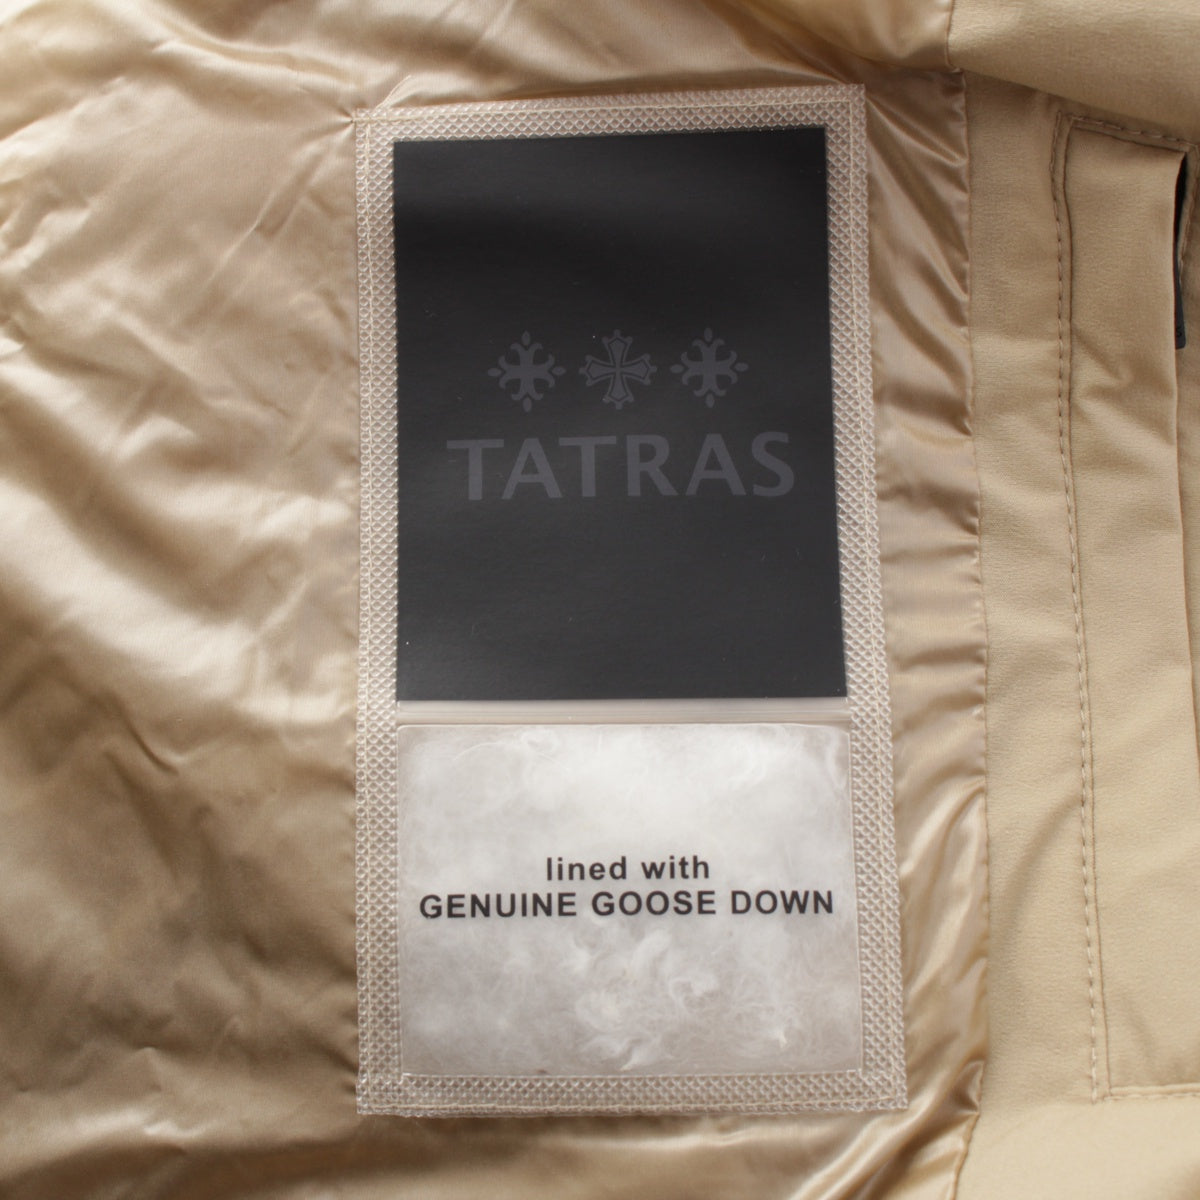 TATRAS
lined with
GENUINE GOOSE DOWN